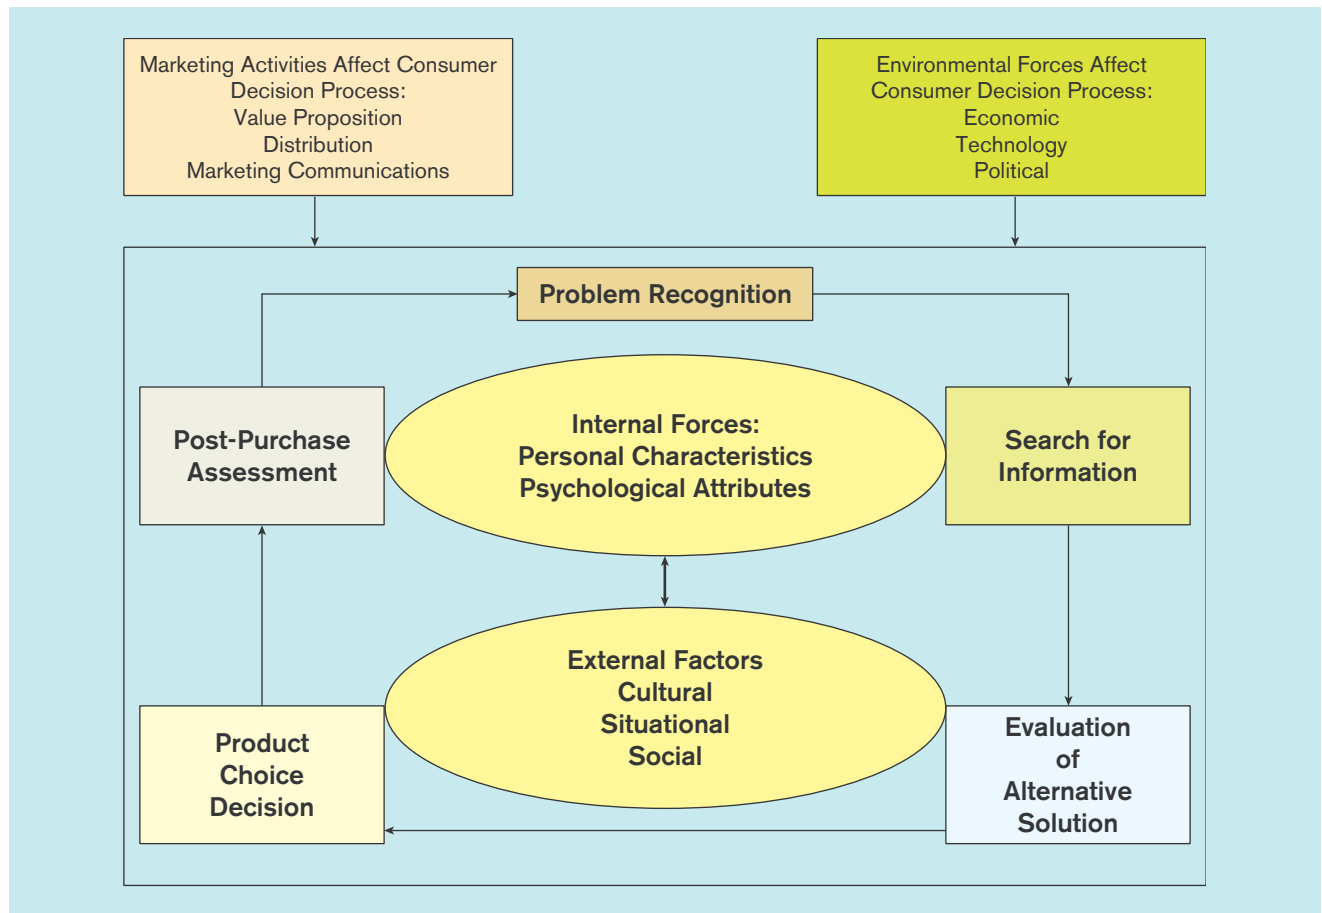 Marketing Activities Affect Consumer
Decision Process:
Value Proposition
Distribution
Marketing Communications
Environmental Forces Affect
Consumer Decision Process:
Economic
Technology
Political
Problem Recognition
Post-Purchase
Assessment
Internal Forces:
Personal Characteristics
Psychological Attributes
Search for
Information
External Factors
Cultural
Situational
Social
Product
Choice
Decision
Evaluation
of
Alternative
Solution